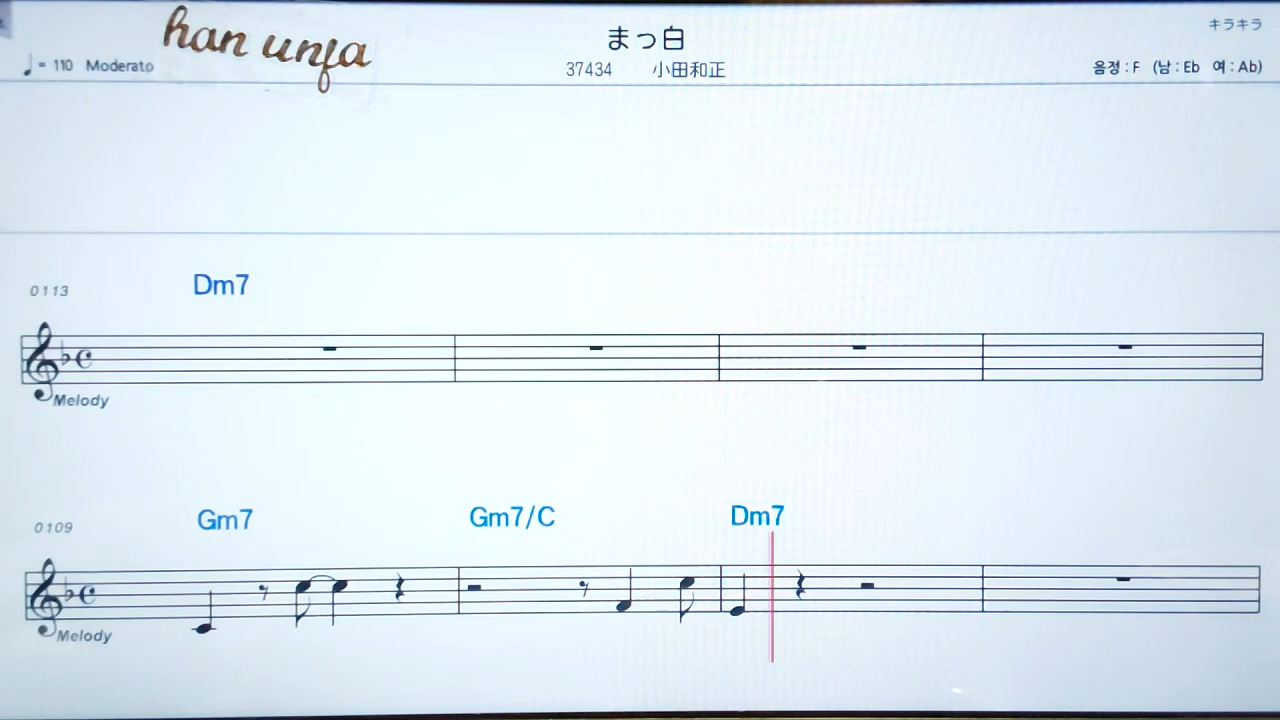 han unfa
まっ白
キラキラ
♩= 110 Moderato
37434 小田和正
음정 : F (남 : Eb 여 : Ab)
0113 Dm7
Melody
0109 Gm7 Gm7/C Dm7
Melody